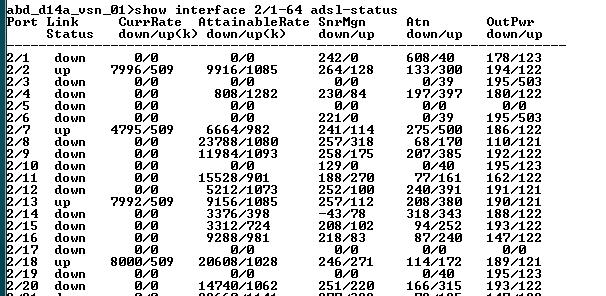 abd_d14a_vsn_01>show interface 2/1-64 adsl-status
Port Link CurrRate AttainableRate SnrMgn Atn OutPwr
Status down/up(k) down/up(k) down/up down/up down/up
2/1 down 0/0 0/0 242/0 608/40 178/123
2/2 up 7996/509 9916/1085 264/128 133/300 194/122
2/3 down 0/0 0/0 0/0 0/39 195/503
2/4 down 0/0 808/1282 230/84 197/397 180/122
2/5 down 0/0 0/0 0/0 0/0 0/0
2/6 down 0/0 0/0 221/0 0/39 195/503
2/7 up 4795/509 6664/982 241/114 275/500 186/122
2/8 down 0/0 23788/1080 257/318 68/170 110/121
2/9 down 0/0 11984/1093 258/175 207/385 192/122
2/10 down 0/0 0/0 129/0 0/40 195/123
2/11 down 0/0 15528/901 188/270 77/161 162/122
2/12 down 0/0 5212/1073 252/100 240/391 191/121
2/13 up 7992/509 9156/1085 257/112 208/380 190/121
2/14 down 0/0 3376/398 -43/78 318/343 188/122
2/15 down 0/0 3312/724 208/102 94/252 193/122
2/16 down 0/0 9288/981 218/83 87/240 147/122
2/17 down 0/0 0/0 0/0 0/0 0/0
2/18 up 8000/509 20608/1028 246/271 114/172 189/121
2/19 down 0/0 0/0 0/0 0/40 195/123
2/20 down 0/0 14740/1062 251/220 166/315 193/122